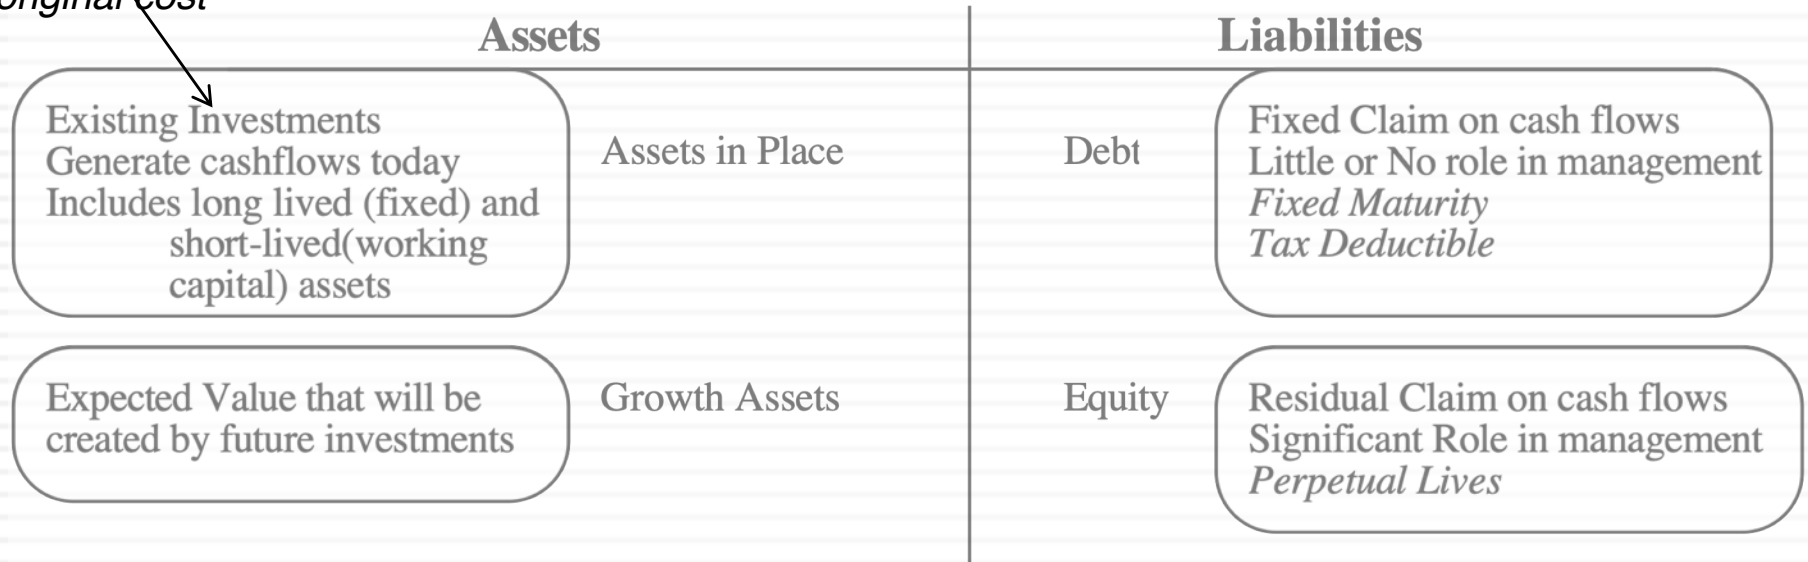 original cost
Assets
Liabilities
Existing Investments
Generate cashflows today
Includes long lived (fixed) and
short-lived(working
capital) assets
Assets in Place
Debt
Fixed Claim on cash flows
Little or No role in management
Fixed Maturity
Tax Deductible
Expected Value that will be
created by future investments
Growth Assets
Equity
Residual Claim on cash flows
Significant Role in management
Perpetual Lives